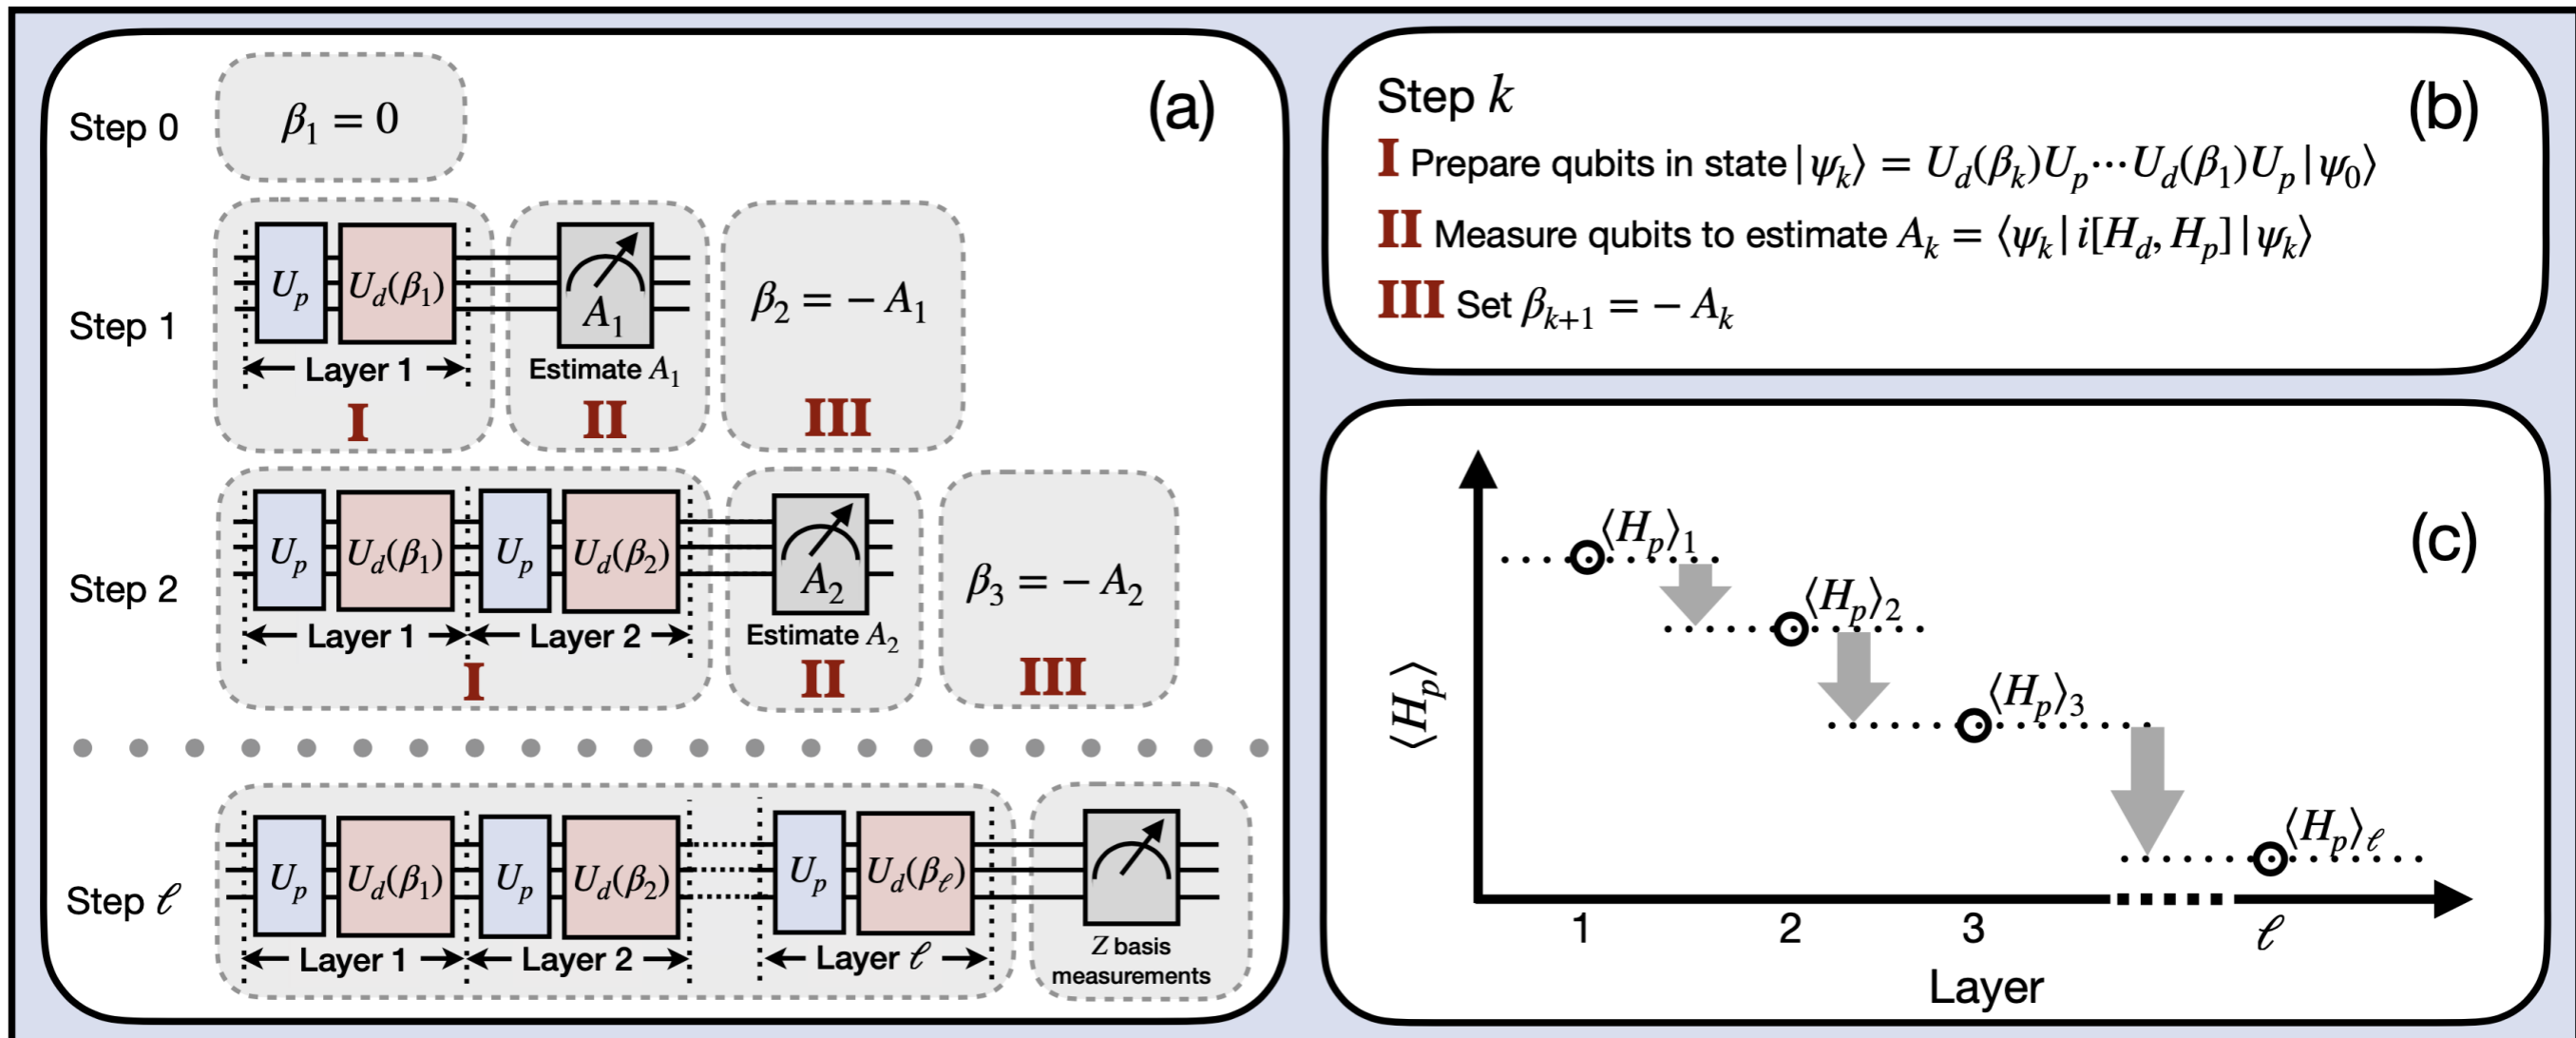 (a)
Step 0
β₁ = 0
Step 1
U_p U_d(β₁)
A₁
β₂ = − A₁
Layer 1
Estimate A₁
I II III
Step 2
U_p U_d(β₁) U_p U_d(β₂)
A₂
β₃ = − A₂
Layer 1 Layer 2
Estimate A₂
I II III
Step ℓ
U_p U_d(β₁) U_p U_d(β₂) U_p U_d(β_ℓ)
Layer 1 Layer 2 Layer ℓ
Z basis
measurements
(b)
Step k
I Prepare qubits in state |ψ_k⟩ = U_d(β_k)U_p⋯U_d(β₁)U_p|ψ₀⟩
II Measure qubits to estimate A_k = ⟨ψ_k|i[H_d, H_p]|ψ_k⟩
III Set β_{k+1} = − A_k
(c)
⟨H_p⟩
⟨H_p⟩₁
⟨H_p⟩₂
⟨H_p⟩₃
⟨H_p⟩_ℓ
1 2 3 ℓ
Layer